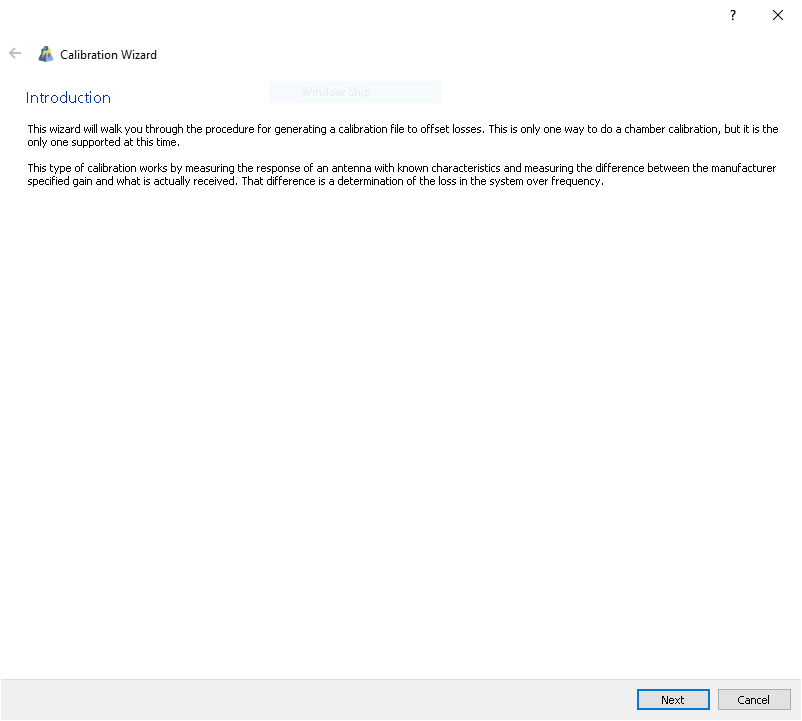 ?
Calibration Wizard
Window Snip
Introduction
This wizard will walk you through the procedure for generating a calibration file to offset losses. This is only one way to do a chamber calibration, but it is the
only one supported at this time.
This type of calibration works by measuring the response of an antenna with known characteristics and measuring the difference between the manufacturer
specified gain and what is actually received. That difference is a determination of the loss in the system over frequency.
Next
Cancel